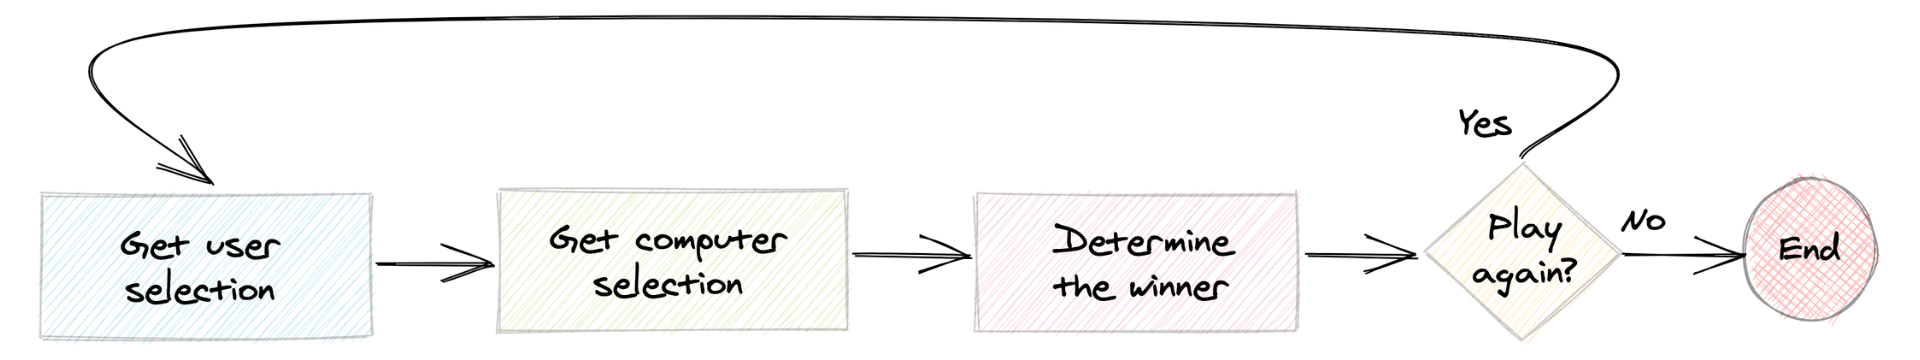 Yes
Get user
selection
Get computer
selection
Determine
the winner
Play
again?
No
End